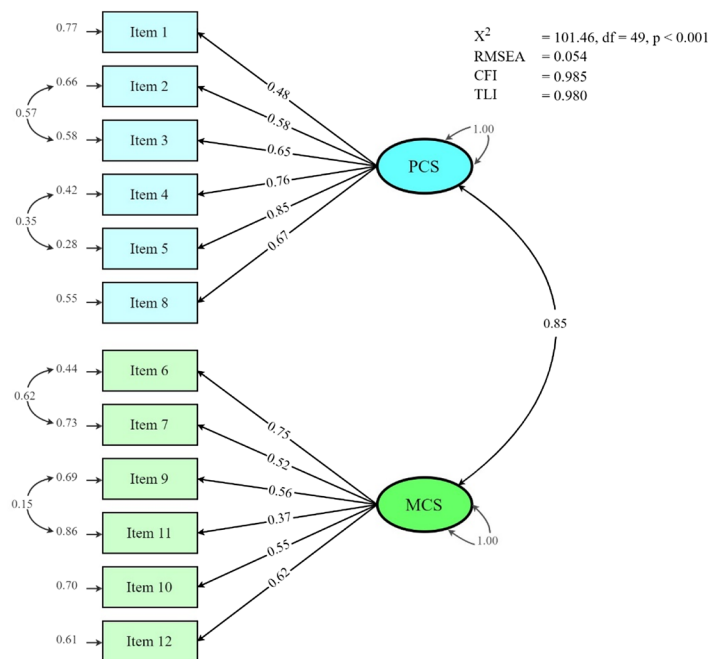 X2 = 101.46, df = 49, p < 0.001
RMSEA = 0.054
CFI = 0.985
TLI = 0.980
0.77 Item 1 0.48
0.66 Item 2 0.58
0.57
0.58 Item 3 0.65
1.00
PCS
0.42 Item 4 0.76
0.35
0.28 Item 5 0.85
0.55 Item 8 0.67
0.85
0.44 Item 6 0.75
0.62
0.73 Item 7 0.52
0.69 Item 9 0.56
0.15
MCS
0.86 Item 11 0.37
1.00
0.70 Item 10 0.55
0.61 Item 12 0.62